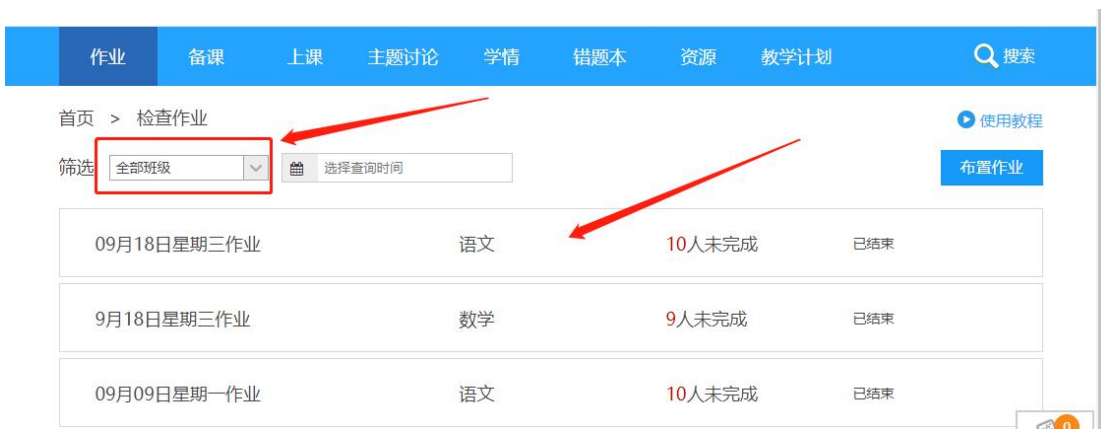 作业 备课 上课 主题讨论 学情 错题本 资源 教学计划 搜索
首页 > 检查作业 使用教程
筛选 全部班级 选择查询时间 布置作业
09月18日星期三作业 语文 10人未完成 已结束
9月18日星期三作业 数学 9人未完成 已结束
09月09日星期一作业 语文 10人未完成 已结束
0